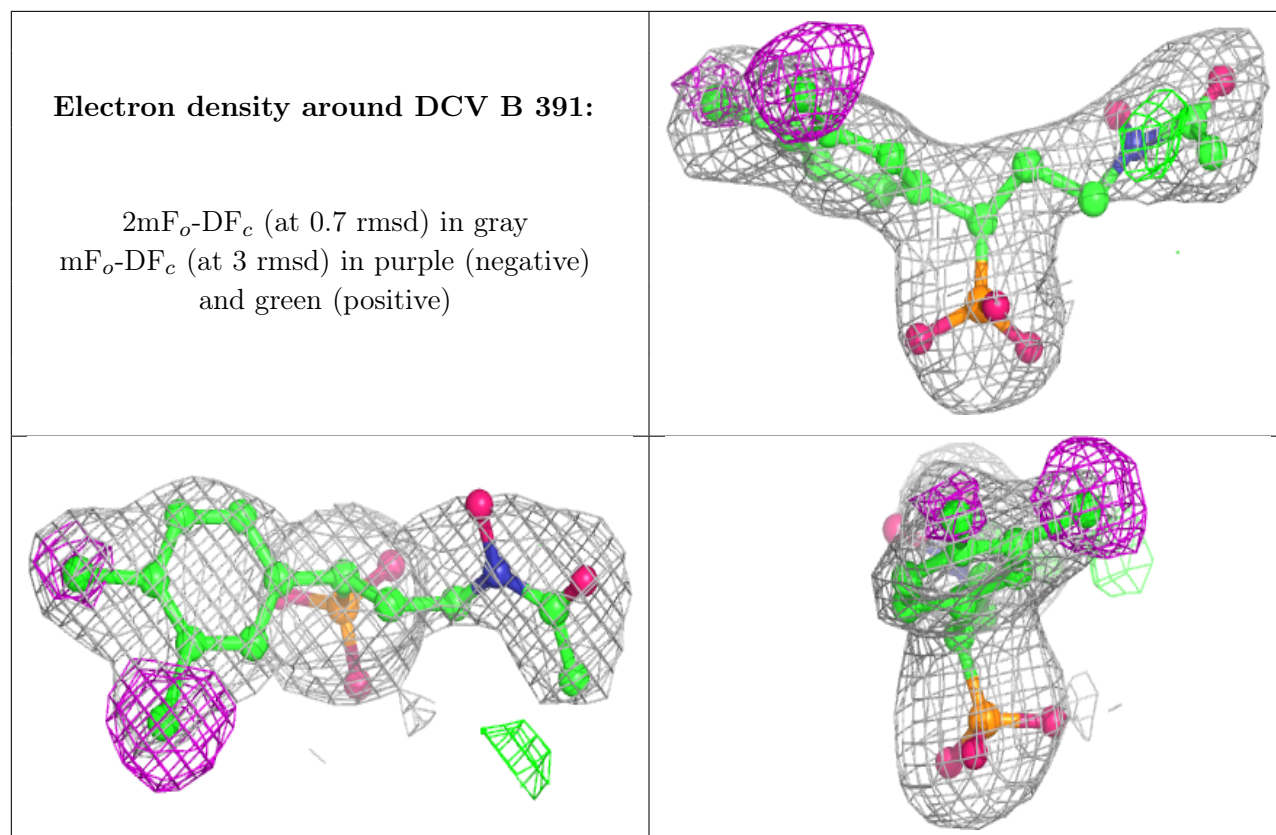 Electron density around DCV B 391:
2mFo-DFc (at 0.7 rmsd) in gray
mFo-DFc (at 3 rmsd) in purple (negative)
and green (positive)